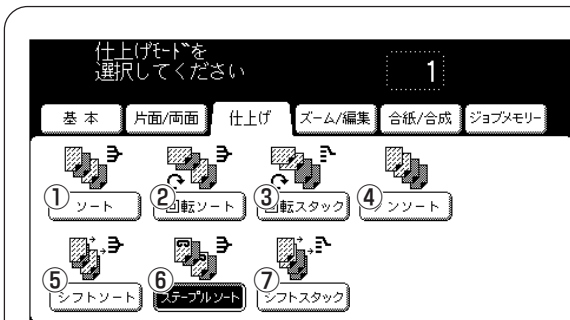 仕上げモードを
選択してください
1
基本 片面/両面 仕上げ ズーム/編集 合紙/合成 ジョブメモリー
① ソート ② 回転ソート ③ 回転スタック ④ ノンソート
⑤ シフトソート ⑥ ステープルソート ⑦ シフトスタック